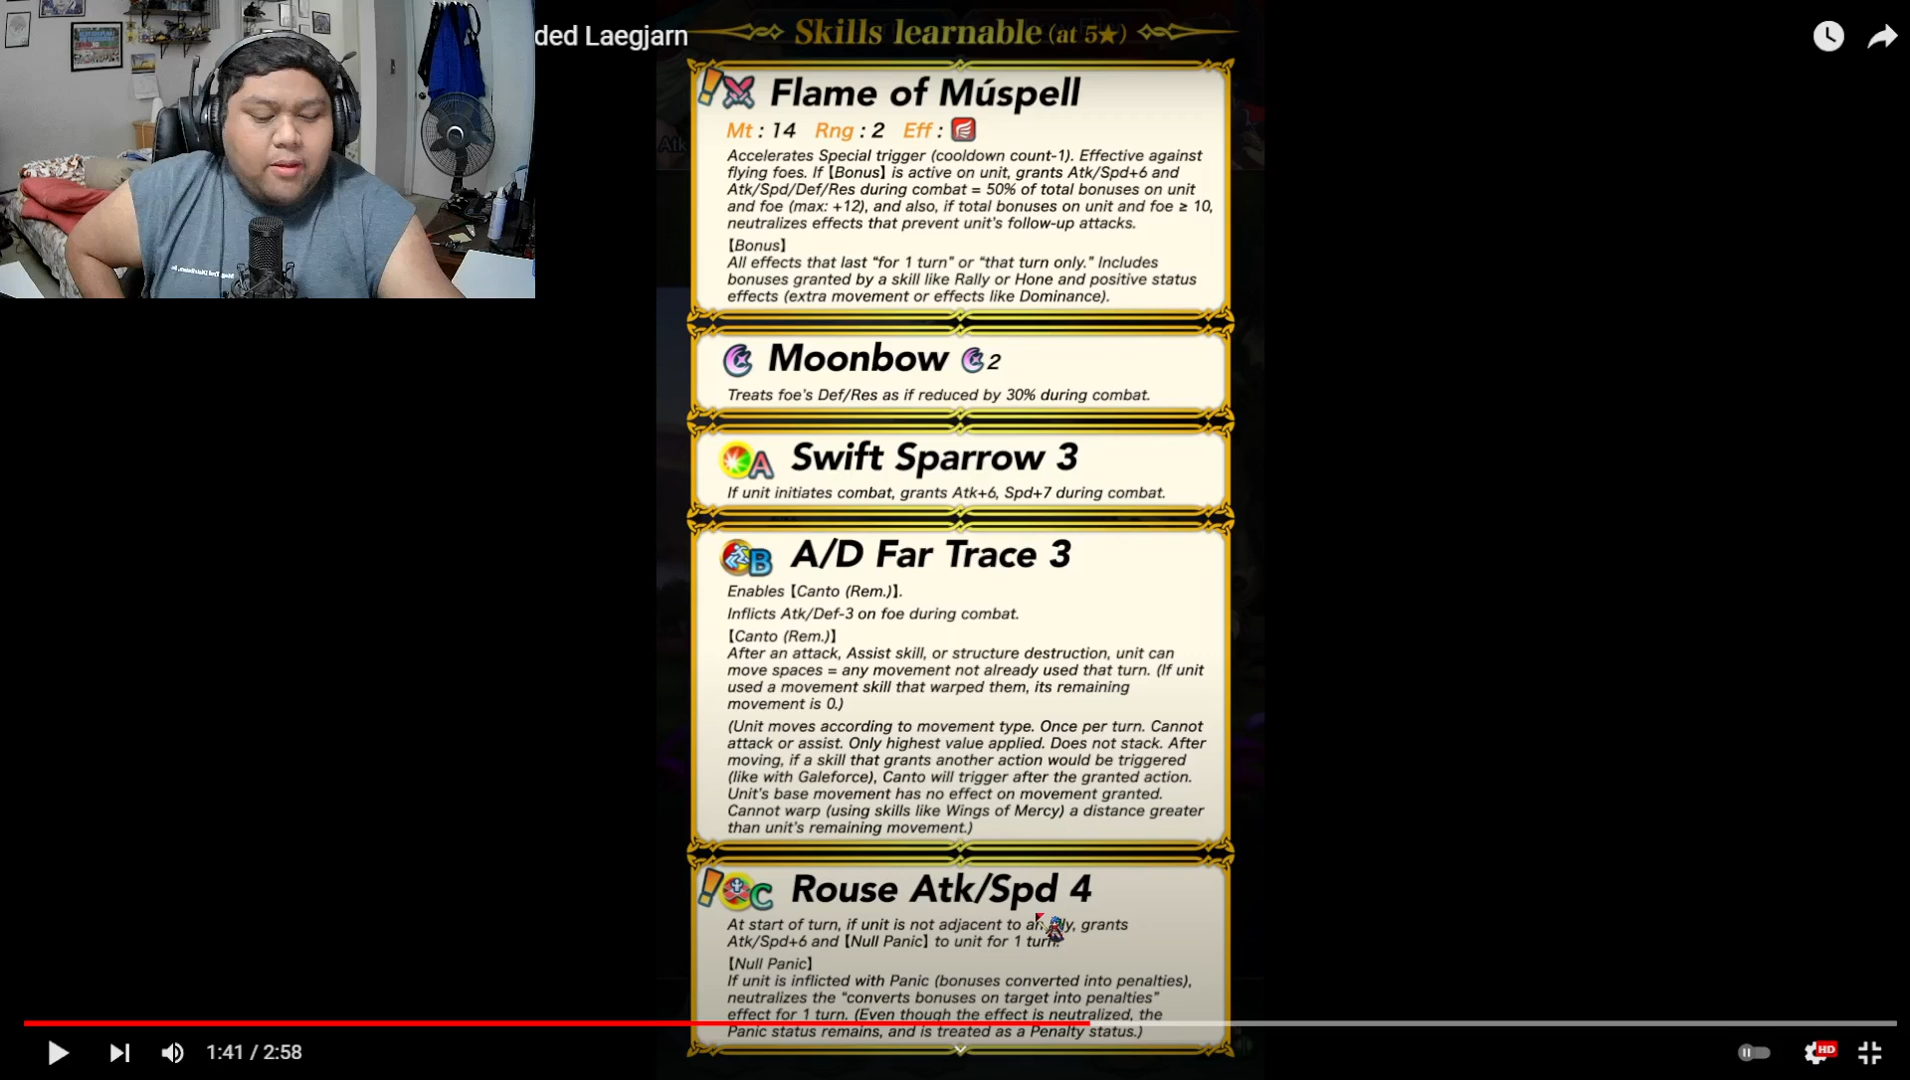 ded Laegjarn
Skills learnable (at 5★)
Flame of Múspell
Mt : 14 Rng : 2 Eff :
Accelerates Special trigger (cooldown count-1). Effective against
flying foes. If【Bonus】is active on unit, grants Atk/Spd+6 and
Atk/Spd/Def/Res during combat = 50% of total bonuses on unit
and foe (max: +12), and also, if total bonuses on unit and foe ≥ 10,
neutralizes effects that prevent unit's follow-up attacks.
【Bonus】
All effects that last “for 1 turn” or “that turn only.” Includes
bonuses granted by a skill like Rally or Hone and positive status
effects (extra movement or effects like Dominance).
Moonbow 2
Treats foe's Def/Res as if reduced by 30% during combat.
A Swift Sparrow 3
If unit initiates combat, grants Atk+6, Spd+7 during combat.
B A/D Far Trace 3
Enables【Canto (Rem.)】.
Inflicts Atk/Def-3 on foe during combat.
【Canto (Rem.)】
After an attack, Assist skill, or structure destruction, unit can
move spaces = any movement not already used that turn. (If unit
used a movement skill that warped them, its remaining
movement is 0.)
(Unit moves according to movement type. Once per turn. Cannot
attack or assist. Only highest value applied. Does not stack. After
moving, if a skill that grants another action would be triggered
(like with Galeforce), Canto will trigger after the granted action.
Unit's base movement has no effect on movement granted.
Cannot warp (using skills like Wings of Mercy) a distance greater
than unit's remaining movement.)
C Rouse Atk/Spd 4
At start of turn, if unit is not adjacent to grants
Atk/Spd+6 and【Null Panic】to unit for 1 turn.
【Null Panic】
If unit is inflicted with Panic (bonuses converted into penalties),
neutralizes the “converts bonuses on target into penalties”
effect for 1 turn. (Even though the effect is neutralized, the
Panic status remains, and is treated as a Penalty status.)
1:41 / 2:58
HD